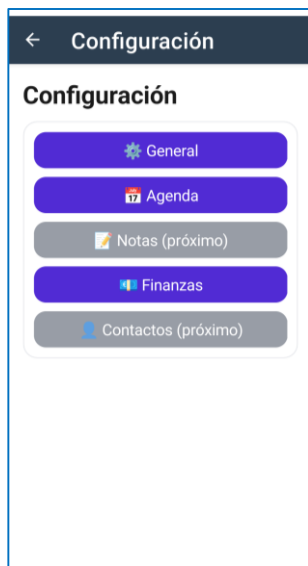 ← Configuración
Configuración
⚙️ General
📅 Agenda
📝 Notas (próximo)
💶 Finanzas
👤 Contactos (próximo)